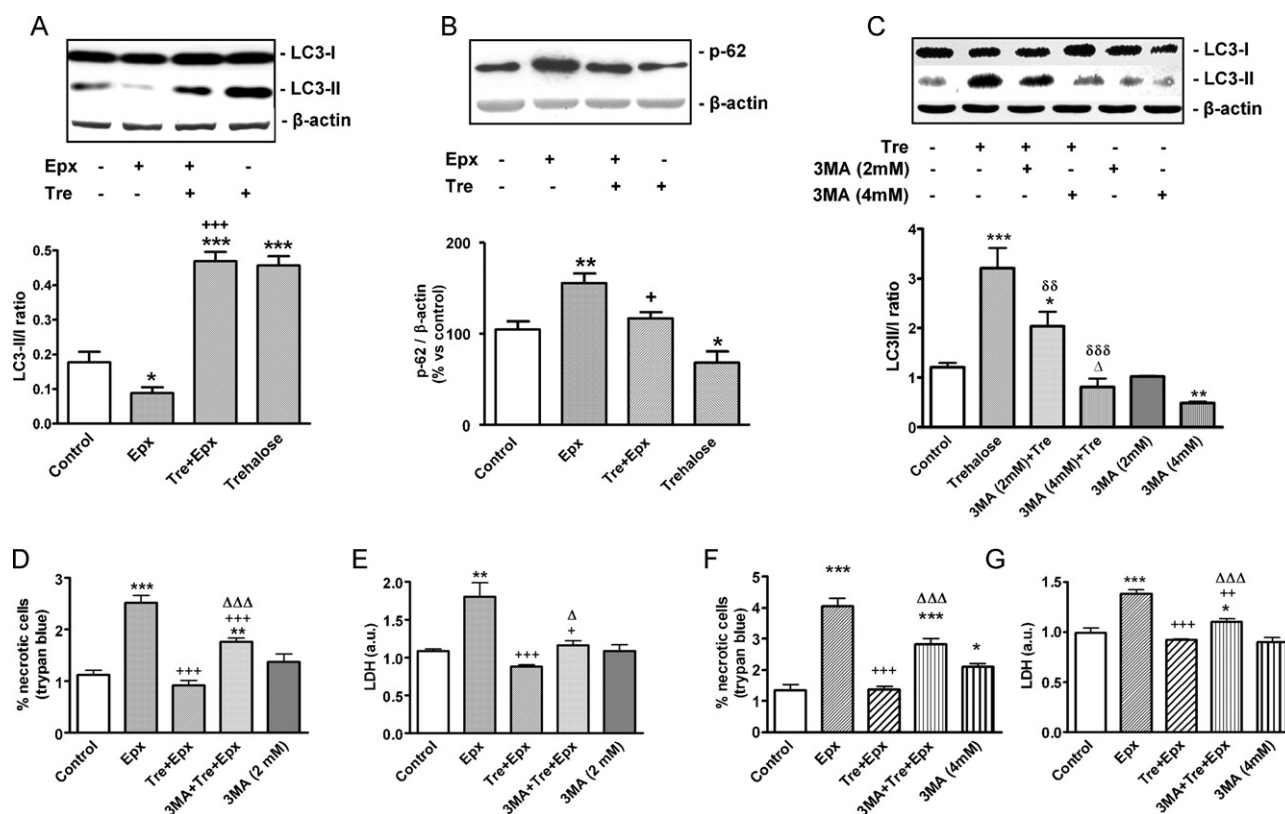 A
- LC3-I
- LC3-II
- β-actin
Epx - + + -
Tre - - + +
LC3-II/I ratio
0.5
0.4
0.3
0.2
0.1
0.0
*
+++
***
***
Control
Epx
Tre+Epx
Trehalose
B
- p-62
- β-actin
Epx - + + -
Tre - - + +
p-62 / β-actin
(% vs control)
200
100
0
**
+
*
Control
Epx
Tre+Epx
Trehalose
C
- LC3-I
- LC3-II
- β-actin
Tre - + + + - -
3MA (2mM) - - + - + -
3MA (4mM) - - - + - +
LC3II/I ratio
4
3
2
1
0
***
δδ
*
δδδ
Δ
**
Control
Trehalose
3MA (2mM)+Tre
3MA (4mM)+Tre
3MA (2mM)
3MA (4mM)
D
% necrotic cells
(trypan blue)
3
2
1
0
***
+++
ΔΔΔ
+++
**
Control
Epx
Tre+Epx
3MA+Tre+Epx
3MA (2 mM)
E
LDH (a.u.)
2.0
1.5
1.0
0.5
0.0
**
+++
Δ
+
Control
Epx
Tre+Epx
3MA+Tre+Epx
3MA (2 mM)
F
% necrotic cells
(trypan blue)
5
4
3
2
1
0
***
+++
ΔΔΔ
***
*
Control
Epx
Tre+Epx
3MA+Tre+Epx
3MA (4mM)
G
LDH (a.u.)
1.5
1.0
0.5
0.0
***
+++
ΔΔΔ
++
*
Control
Epx
Tre+Epx
3MA+Tre+Epx
3MA (4mM)